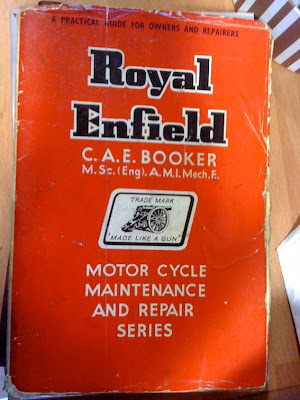 A PRACTICAL GUIDE FOR OWNERS AND REPAIRERS
Royal
Enfield
C. A. E. BOOKER
M. Sc. (Eng), A. M. I. Mech. E.
TRADE MARK
"MADE LIKE A GUN"
MOTOR CYCLE
MAINTENANCE
AND REPAIR
SERIES